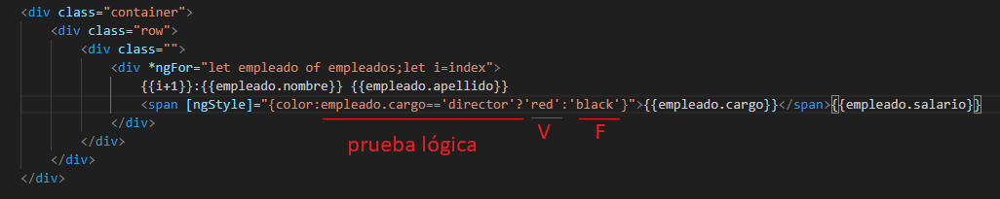 <div class="container">
<div class="row">
<div class="">
<div *ngFor="let empleado of empleados;let i=index">
{{i+1}}:{{empleado.nombre}} {{empleado.apellido}}
<span [ngStyle]="{color:empleado.cargo=='director'?'red':'black'}">{{empleado.cargo}}</span>{{empleado.salario}}
</div>
prueba lógica V F
</div>
</div>
</div>